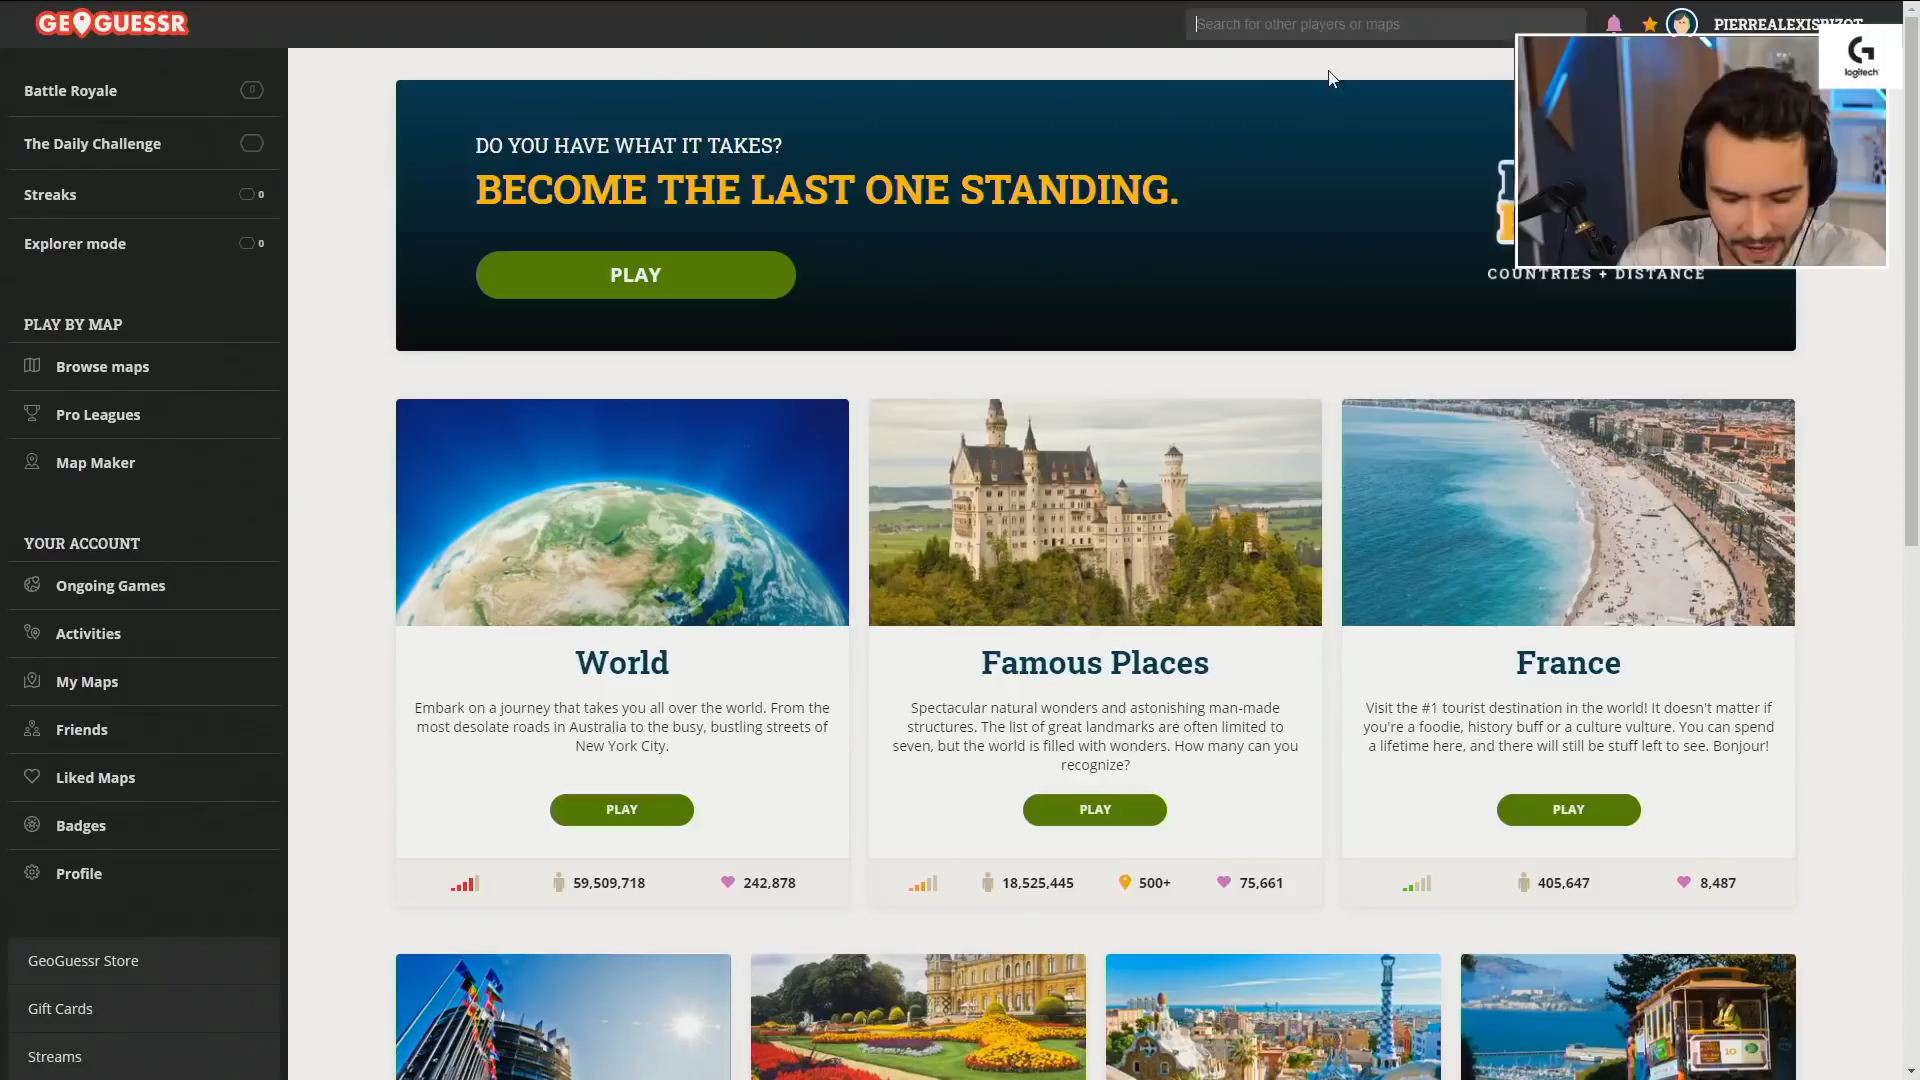 GEOGUESSR
Search for other players or maps
PIERREALEXISBIZOT
logitech
Battle Royale
0
The Daily Challenge
Streaks
0
Explorer mode
0
PLAY BY MAP
Browse maps
Pro Leagues
Map Maker
YOUR ACCOUNT
Ongoing Games
Activities
My Maps
Friends
Liked Maps
Badges
Profile
GeoGuessr Store
Gift Cards
Streams
DO YOU HAVE WHAT IT TAKES?
BECOME THE LAST ONE STANDING.
PLAY
COUNTRIES + DISTANCE
World
Embark on a journey that takes you all over the world. From the
most desolate roads in Australia to the busy, bustling streets of
New York City.
PLAY
59,509,718
242,878
Famous Places
Spectacular natural wonders and astonishing man-made
structures. The list of great landmarks are often limited to
seven, but the world is filled with wonders. How many can you
recognize?
PLAY
18,525,445
500+
75,661
France
Visit the #1 tourist destination in the world! It doesn't matter if
you're a foodie, history buff or a culture vulture. You can spend
a lifetime here, and there will still be stuff left to see. Bonjour!
PLAY
405,647
8,487
10